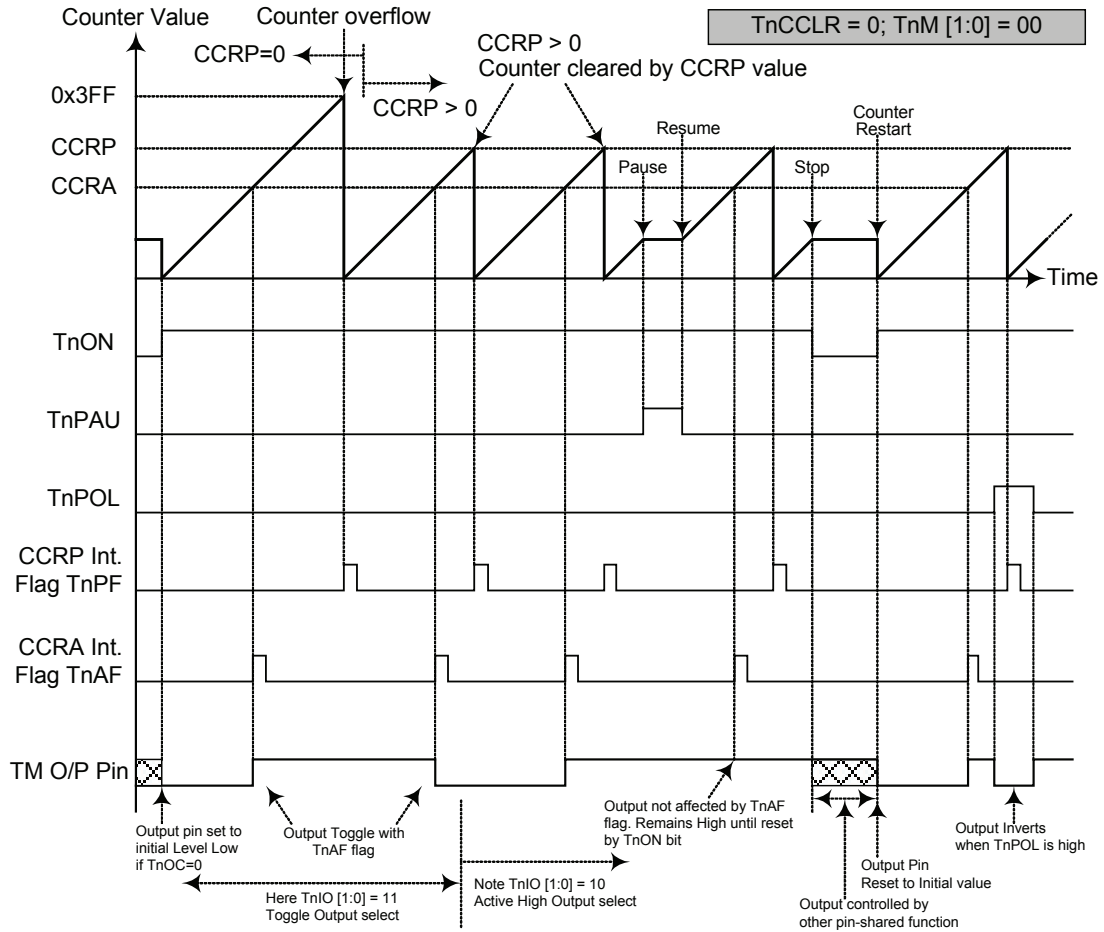 Counter Value
Counter overflow
TnCCLR = 0; TnM [1:0] = 00
CCRP=0
CCRP > 0
CCRP > 0
Counter cleared by CCRP value
0x3FF
CCRP
CCRA
Pause
Resume
Stop
Counter
Restart
Time
TnON
TnPAU
TnPOL
CCRP Int.
Flag TnPF
CCRA Int.
Flag TnAF
TM O/P Pin
Output pin set to
initial Level Low
if TnOC=0
Output Toggle with
TnAF flag
Output not affected by TnAF
flag. Remains High until reset
by TnON bit
Output Inverts
when TnPOL is high
Output Pin
Reset to Initial value
Here TnIO [1:0] = 11
Toggle Output select
Note TnIO [1:0] = 10
Active High Output select
Output controlled by
other pin-shared function